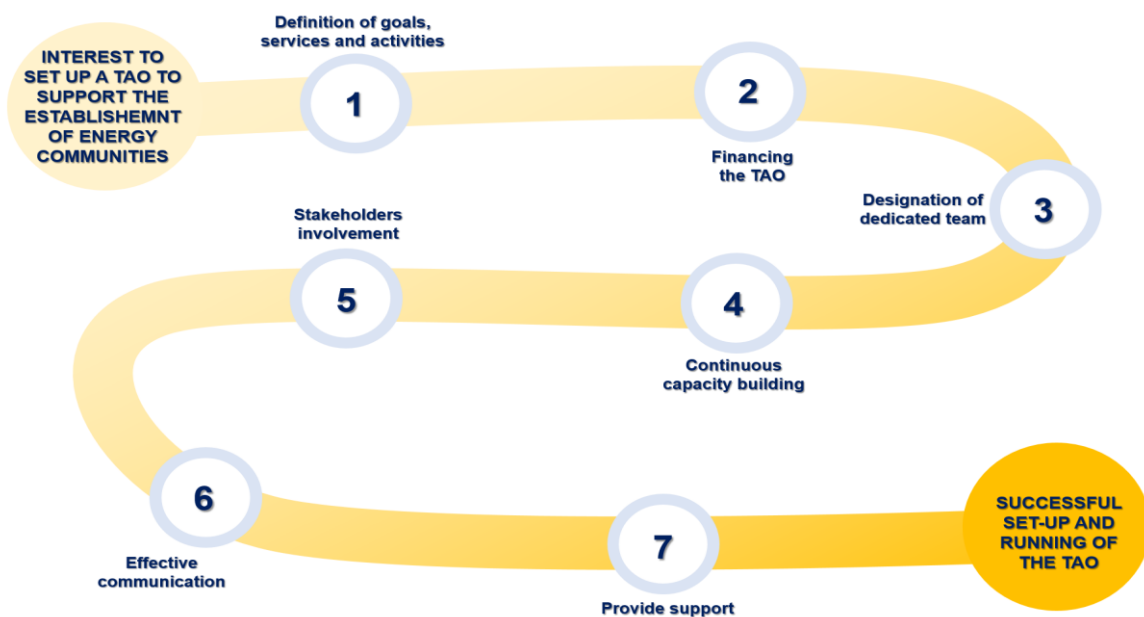 INTEREST TO
SET UP A TAO TO
SUPPORT THE
ESTABLISHEMNT
OF ENERGY
COMMUNITIES
Definition of goals,
services and activities
1
2
Financing
the TAO
Designation of
dedicated team
3
4
Continuous
capacity building
Stakeholders
involvement
5
6
Effective
communication
7
Provide support
SUCCESSFUL
SET-UP AND
RUNNING OF
THE TAO